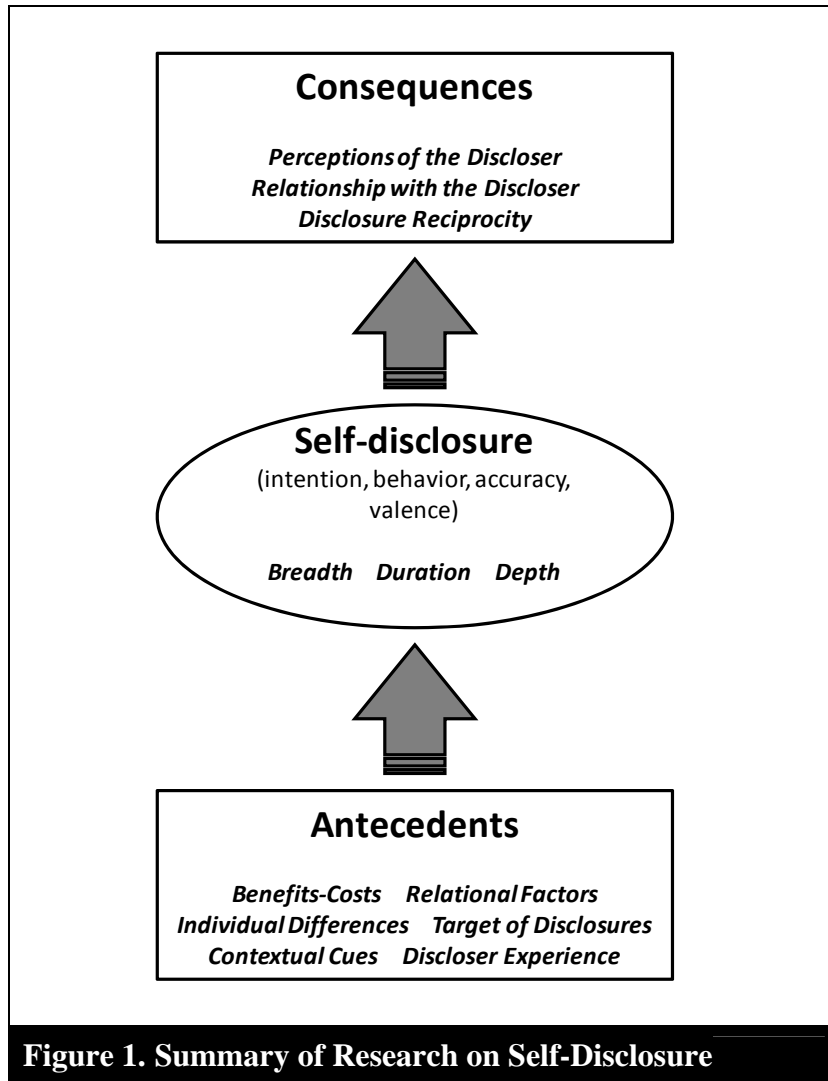 Consequences
Perceptions of the Discloser
Relationship with the Discloser
Disclosure Reciprocity
Self-disclosure
(intention, behavior, accuracy,
valence)
Breadth Duration Depth
Antecedents
Benefits-Costs Relational Factors
Individual Differences Target of Disclosures
Contextual Cues Discloser Experience
Figure 1. Summary of Research on Self-Disclosure